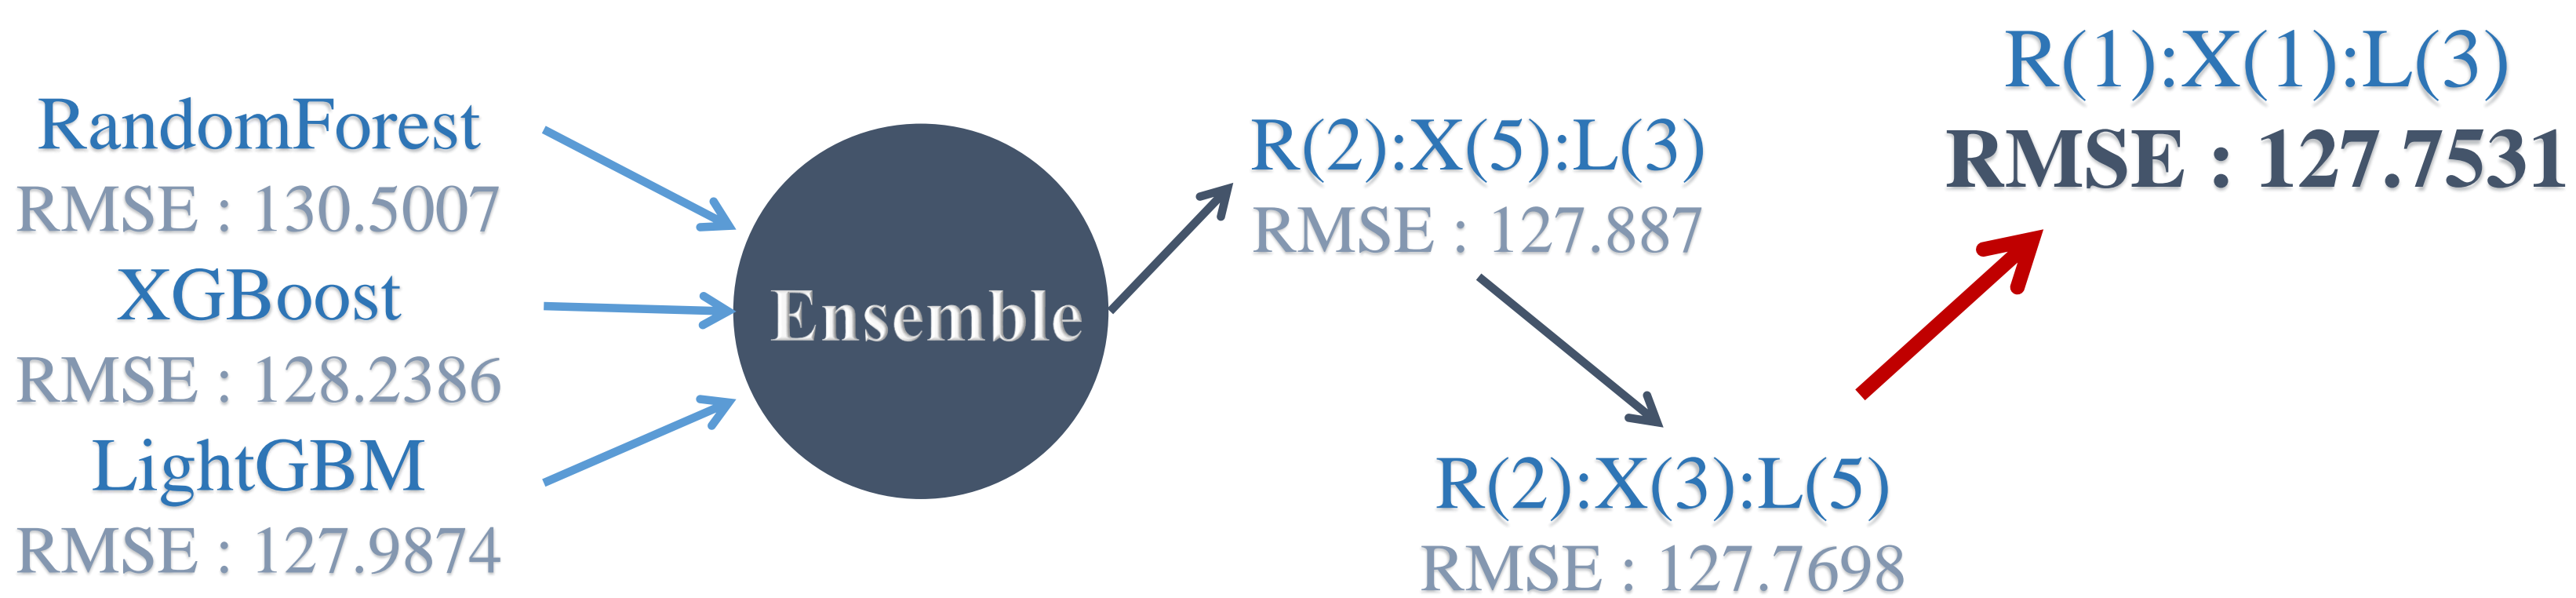 RandomForest
RMSE : 130.5007
XGBoost
RMSE : 128.2386
LightGBM
RMSE : 127.9874
Ensemble
R(2):X(5):L(3)
RMSE : 127.887
R(2):X(3):L(5)
RMSE : 127.7698
R(1):X(1):L(3)
RMSE : 127.7531